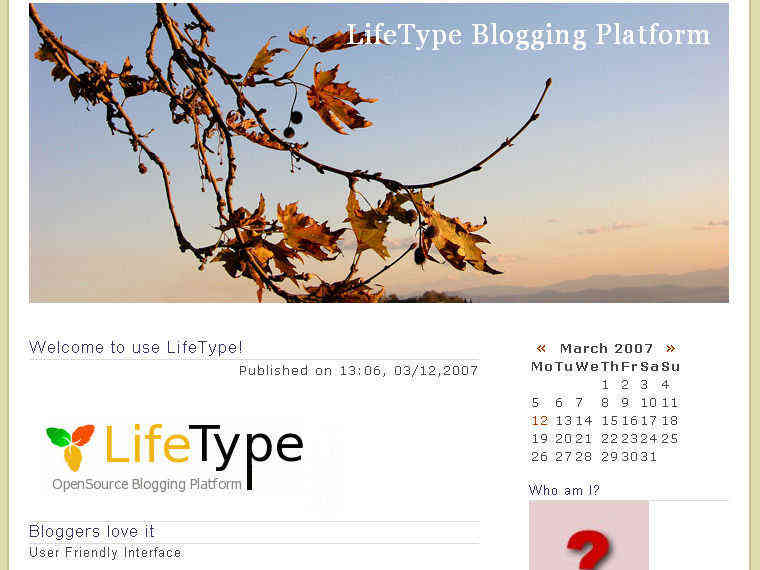 LifeType Blogging Platform
Welcome to use LifeType!
Published on 13:06, 03/12,2007
LifeType
OpenSource Blogging Platform
Bloggers love it
User Friendly Interface
« March 2007 »
Mo Tu We Th Fr Sa Su
1 2 3 4
5 6 7 8 9 10 11
12 13 14 15 16 17 18
19 20 21 22 23 24 25
26 27 28 29 30 31
Who am I?
?